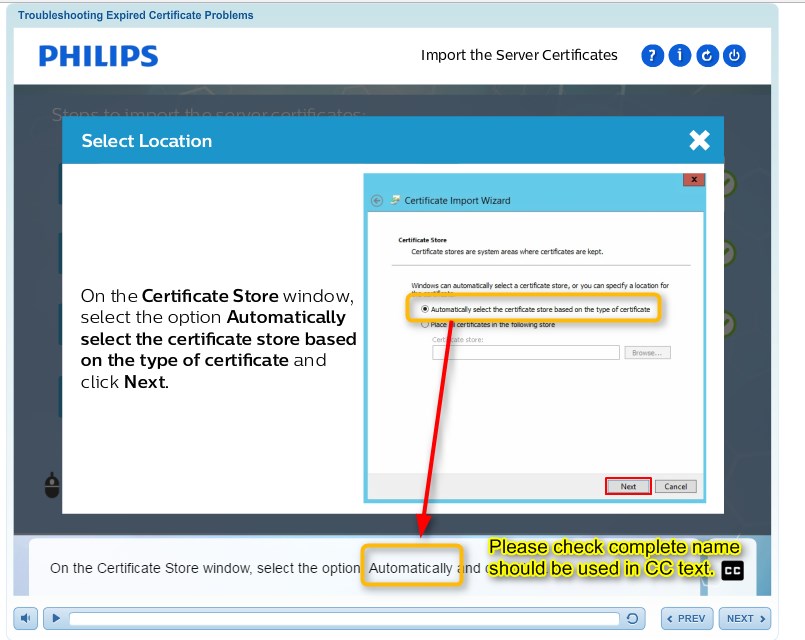 Troubleshooting Expired Certificate Problems
PHILIPS
Import the Server Certificates
? i
Steps to import the server certificates:
Select Location
Certificate Import Wizard
x
Certificate Store
Certificate stores are system areas where certificates are kept.
Windows can automatically select a certificate store, or you can specify a location for
the certificate.
Automatically select the certificate store based on the type of certificate
Place all certificates in the following store
Certificate store:
Browse...
Next
Cancel
On the Certificate Store window,
select the option Automatically
select the certificate store based
on the type of certificate and
click Next.
On the Certificate Store window, select the option Automatically and
Please check complete name
should be used in CC text.
CC
PREV
NEXT